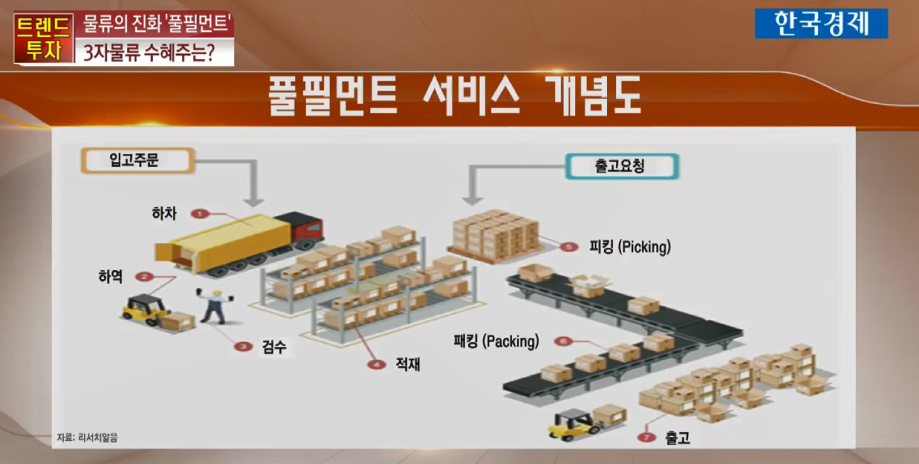 트렌드
투자
물류의 진화 '풀필먼트'
3자물류 수혜주는?
한국경제
풀필먼트 서비스 개념도
입고주문
출고요청
하차 1
하역 2
3 검수
4 적재
5 피킹 (Picking)
패킹 (Packing) 6
7 출고
자료: 리서치알음